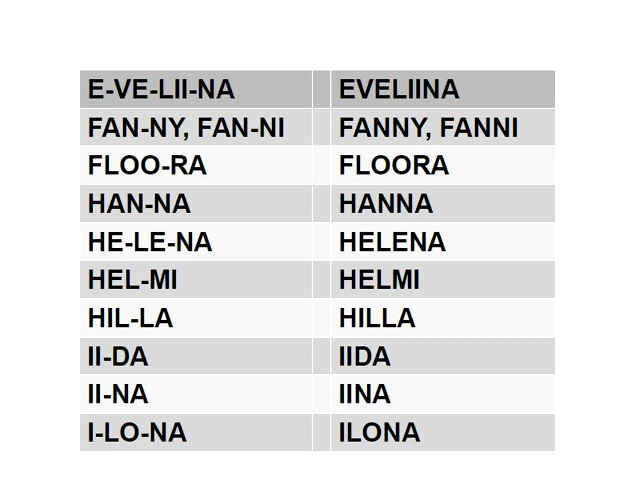 E-VE-LII-NA EVELIINA
FAN-NY, FAN-NI FANNY, FANNI
FLOO-RA FLOORA
HAN-NA HANNA
HE-LE-NA HELENA
HEL-MI HELMI
HIL-LA HILLA
II-DA IIDA
II-NA IINA
I-LO-NA ILONA